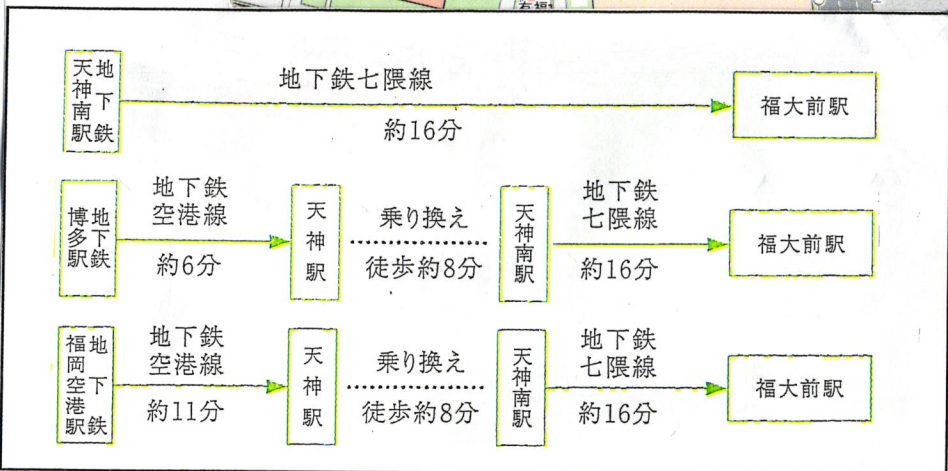 有福
地下鉄
天神南駅
地下鉄七隈線
約16分
福大前駅
地下鉄
博多駅
地下鉄
空港線
約6分
天神駅
乗り換え
徒歩約8分
天神南駅
地下鉄
七隈線
約16分
福大前駅
地下鉄
福岡空港駅
地下鉄
空港線
約11分
天神駅
乗り換え
徒歩約8分
天神南駅
地下鉄
七隈線
約16分
福大前駅